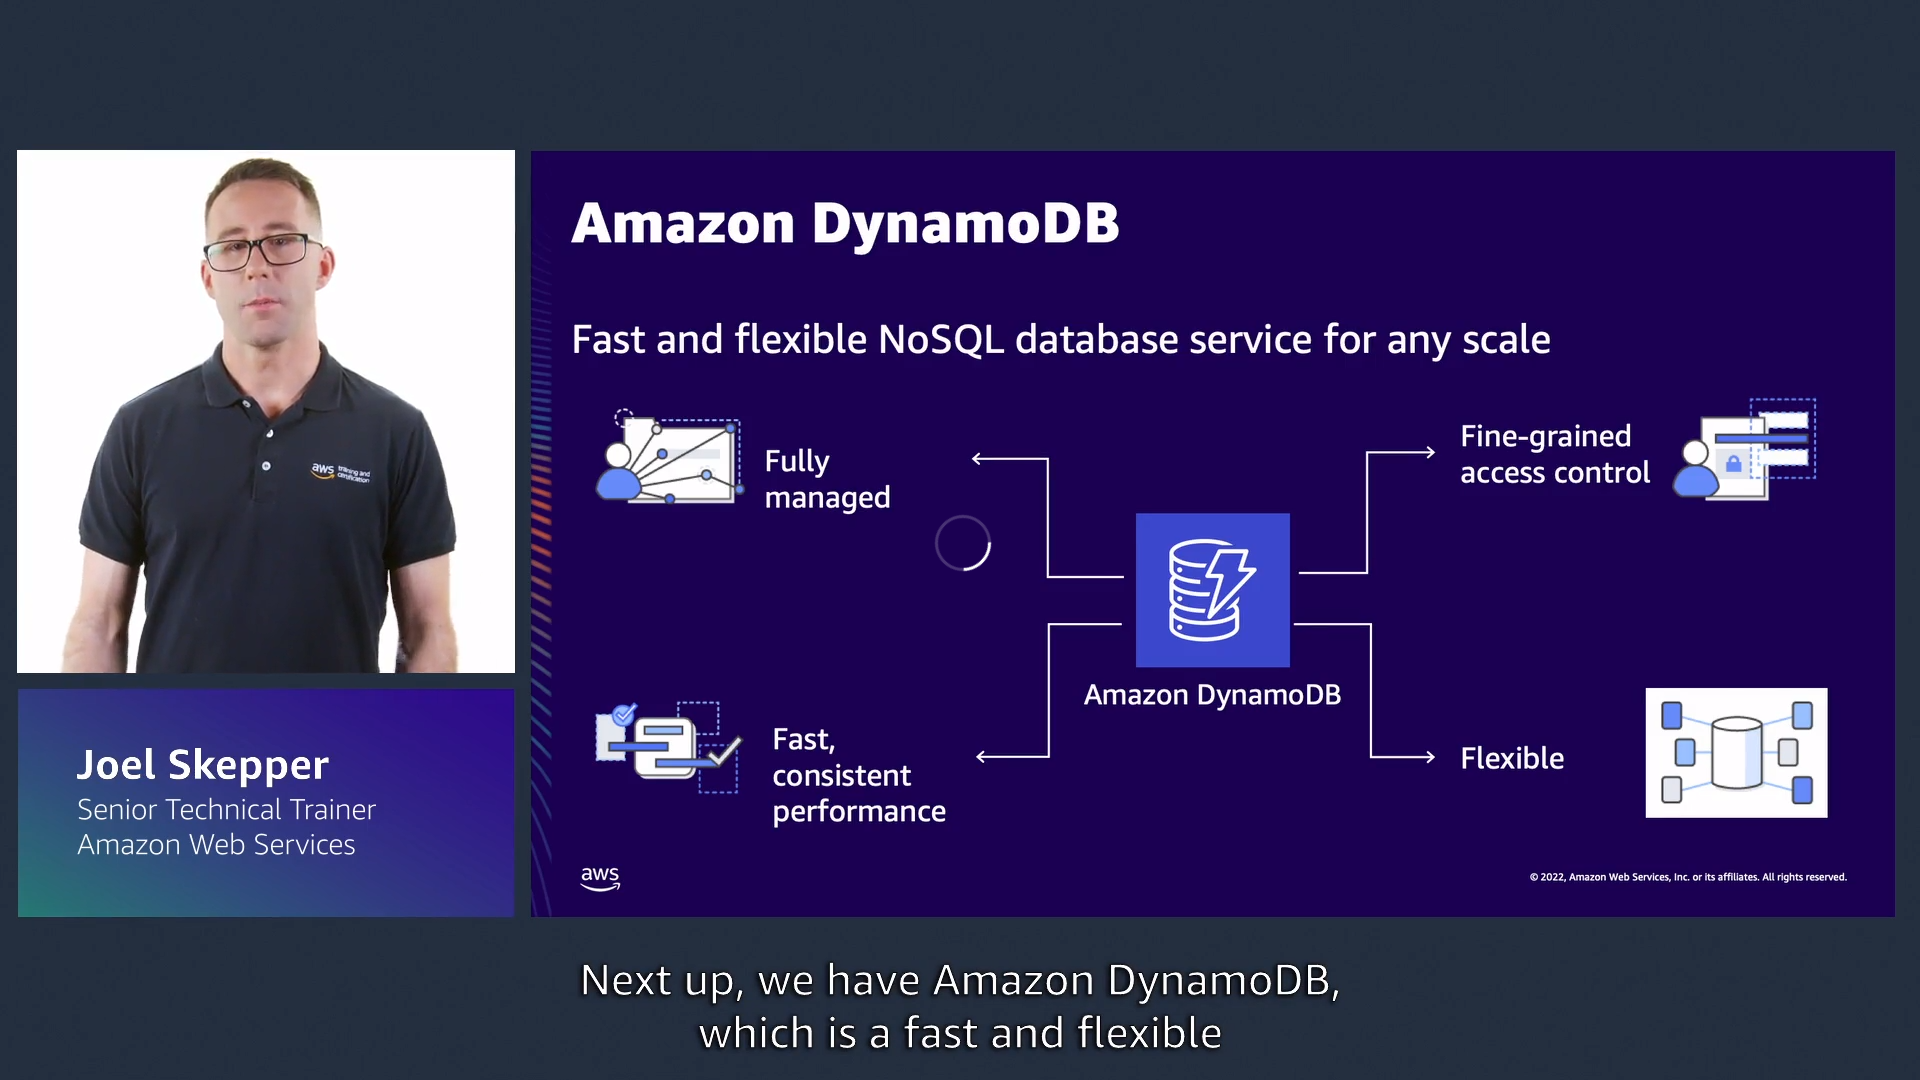 aws training and
certification
Joel Skepper
Senior Technical Trainer
Amazon Web Services
Amazon DynamoDB
Fast and flexible NoSQL database service for any scale
Fully
managed
Fine-grained
access control
Amazon DynamoDB
Fast,
consistent
performance
Flexible
aws
© 2022, Amazon Web Services, Inc. or its affiliates. All rights reserved.
Next up, we have Amazon DynamoDB,
which is a fast and flexible